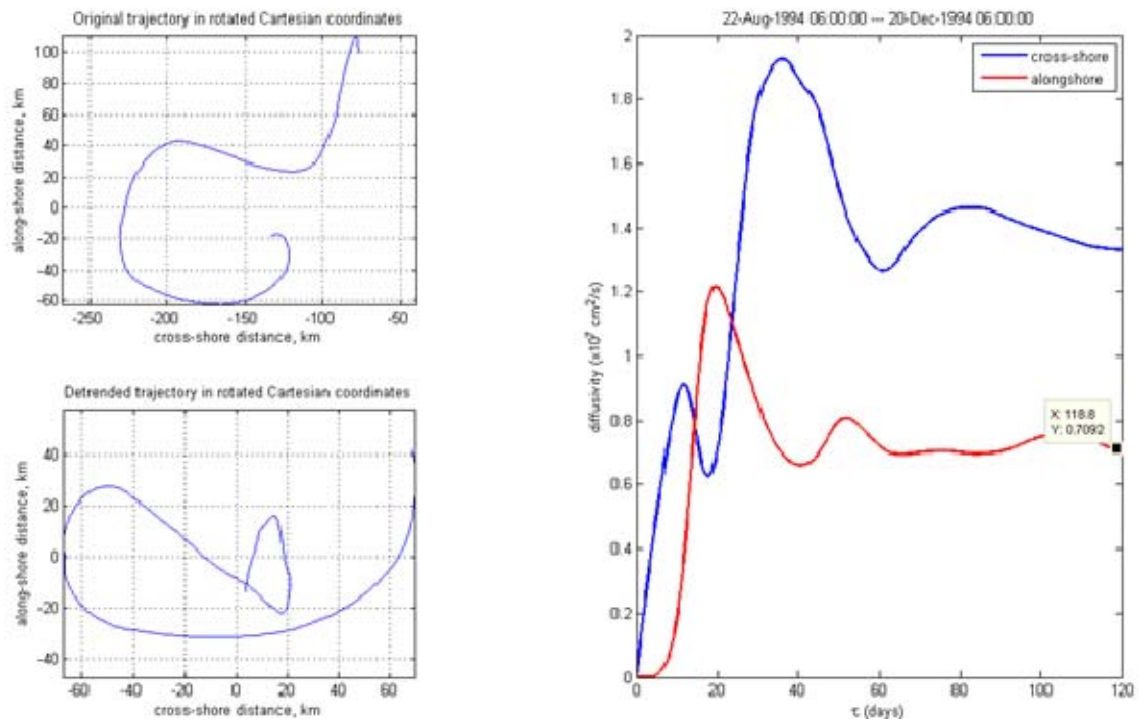 Original trajectory in rotated Cartesian coordinates
100
80
60
40
20
0
-20
-40
-60
along-shore distance, km
-250 -200 -150 -100 -50
cross-shore distance, km
Detrended trajectory in rotated Cartesian coordinates
40
20
0
-20
-40
along-shore distance, km
-60 -40 -20 0 20 40 60
cross-shore distance, km
22-Aug-1994 06:00:00 --- 20-Dec-1994 06:00:00
cross-shore
alongshore
2
1.8
1.6
1.4
1.2
1
0.8
0.6
0.4
0.2
0
diffusivity (x10⁷ cm²/s)
X: 118.8
Y: 0.7092
0 20 40 60 80 100 120
τ (days)